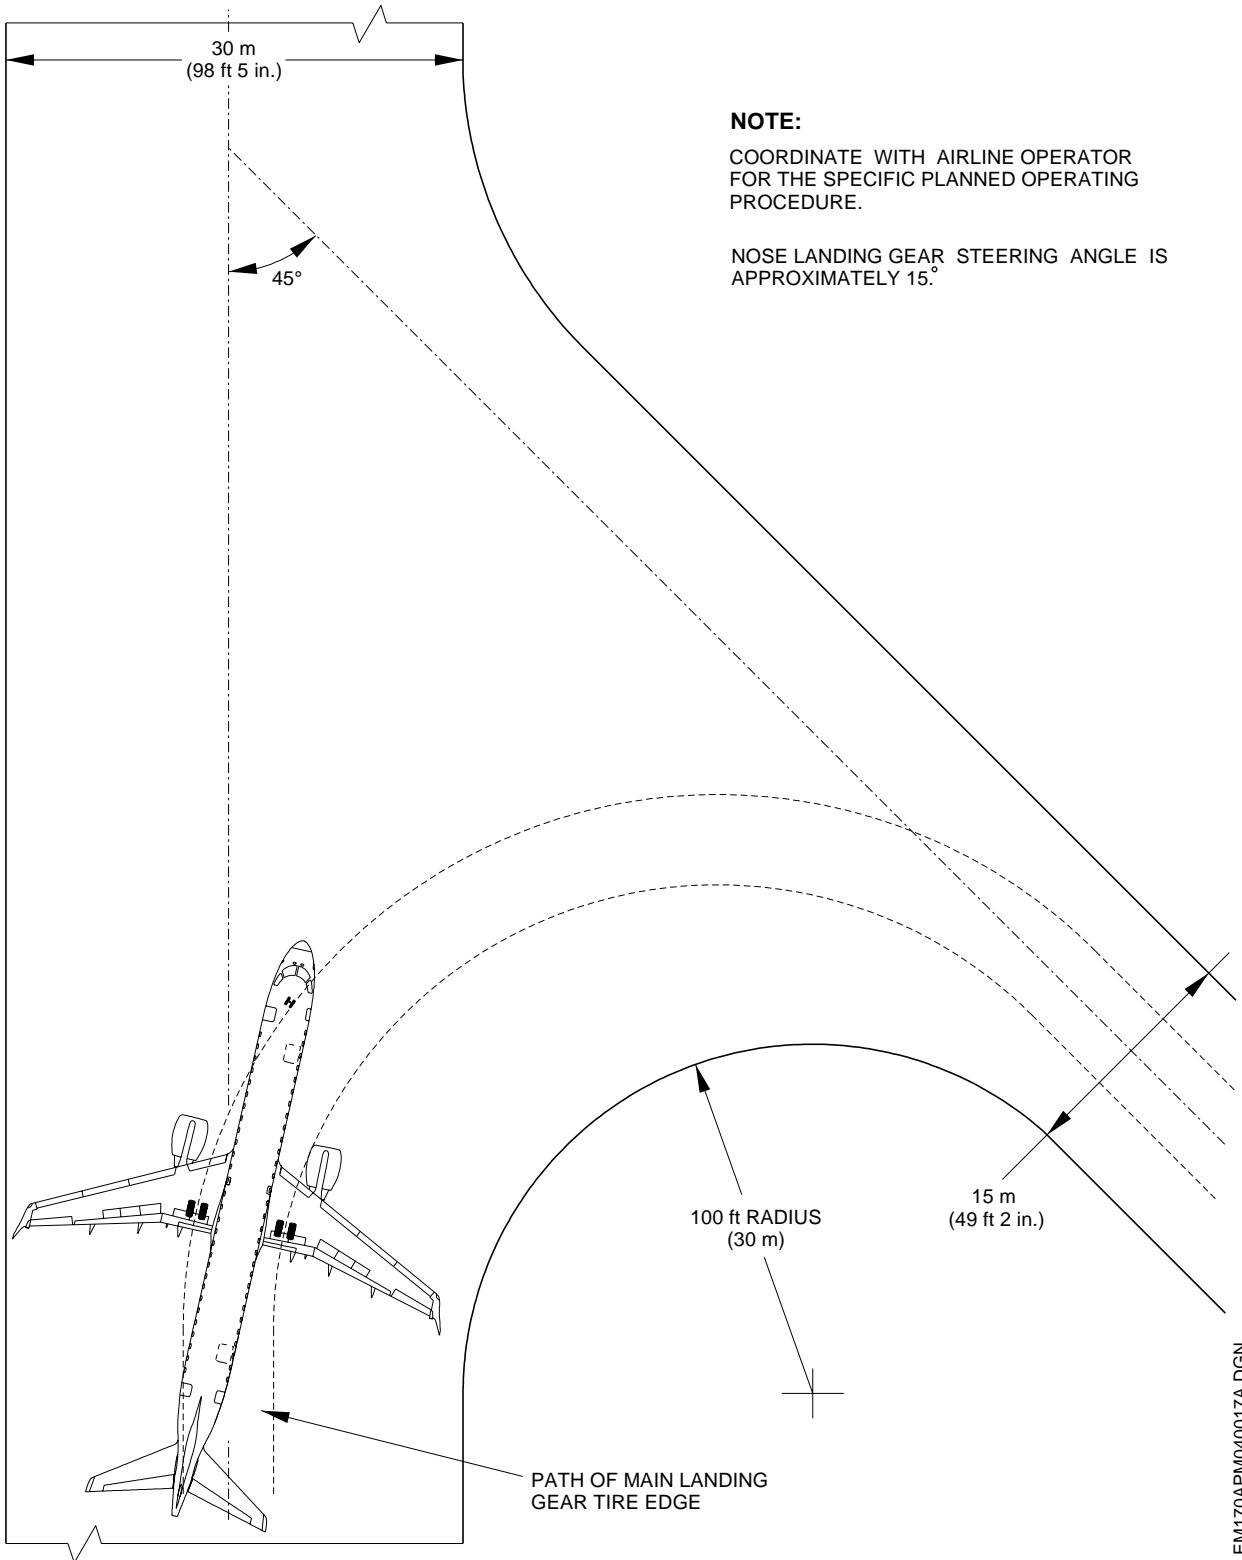 30 m
(98 ft 5 in.)
NOTE:
COORDINATE WITH AIRLINE OPERATOR
FOR THE SPECIFIC PLANNED OPERATING
PROCEDURE.
NOSE LANDING GEAR STEERING ANGLE IS
APPROXIMATELY 15.°
45°
100 ft RADIUS
(30 m)
15 m
(49 ft 2 in.)
PATH OF MAIN LANDING
GEAR TIRE EDGE
EM170APM040017A.DGN